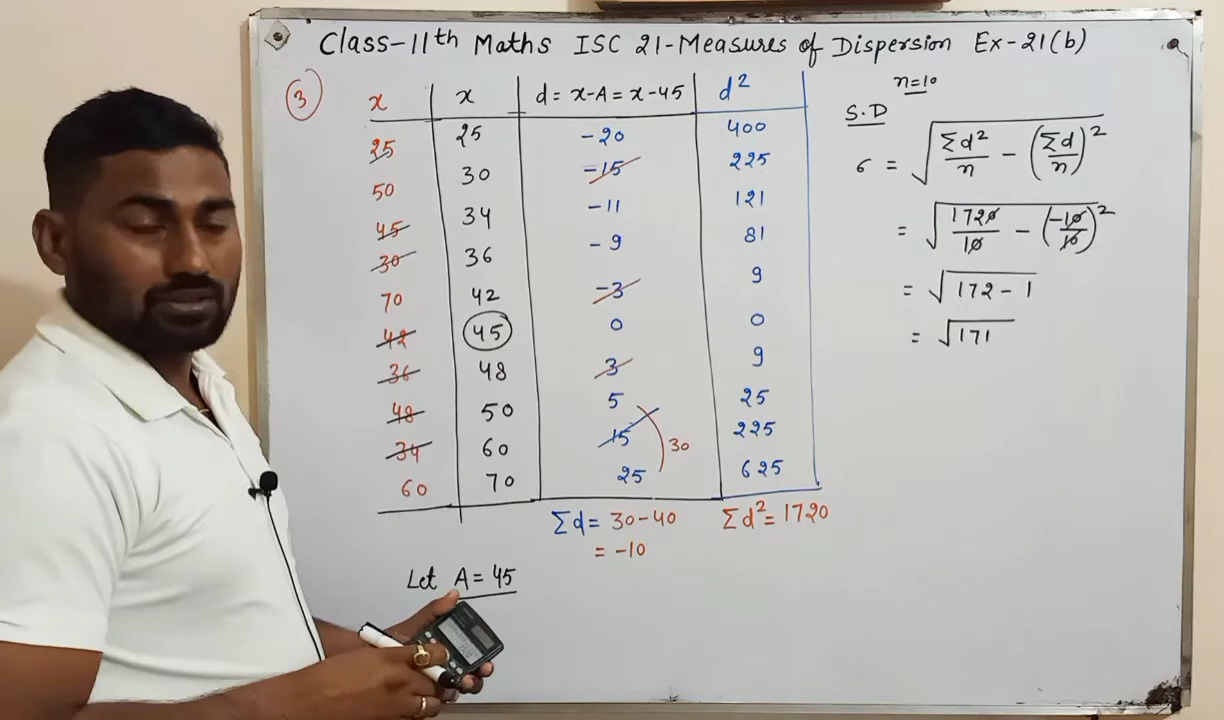 Class-11th Maths ISC 21-Measures of Dispersion Ex-21(b)
3
x | x | d = x-A = x-45 | d²
25 | 25 | -20 | 400
50 | 30 | -15 | 225
45 | 34 | -11 | 121
30 | 36 | -9 | 81
70 | 42 | -3 | 9
42 | 45 | 0 | 0
36 | 48 | 3 | 9
48 | 50 | 5 | 25
34 | 60 | 15 | 225
60 | 70 | 25 | 625
30
Σd = 30-40
= -10
Σd² = 1720
Let A = 45
n=10
S.D
σ = √(Σd²/n - (Σd/n)²)
= √(1720/10 - (-10/10)²)
= √172-1
= √171